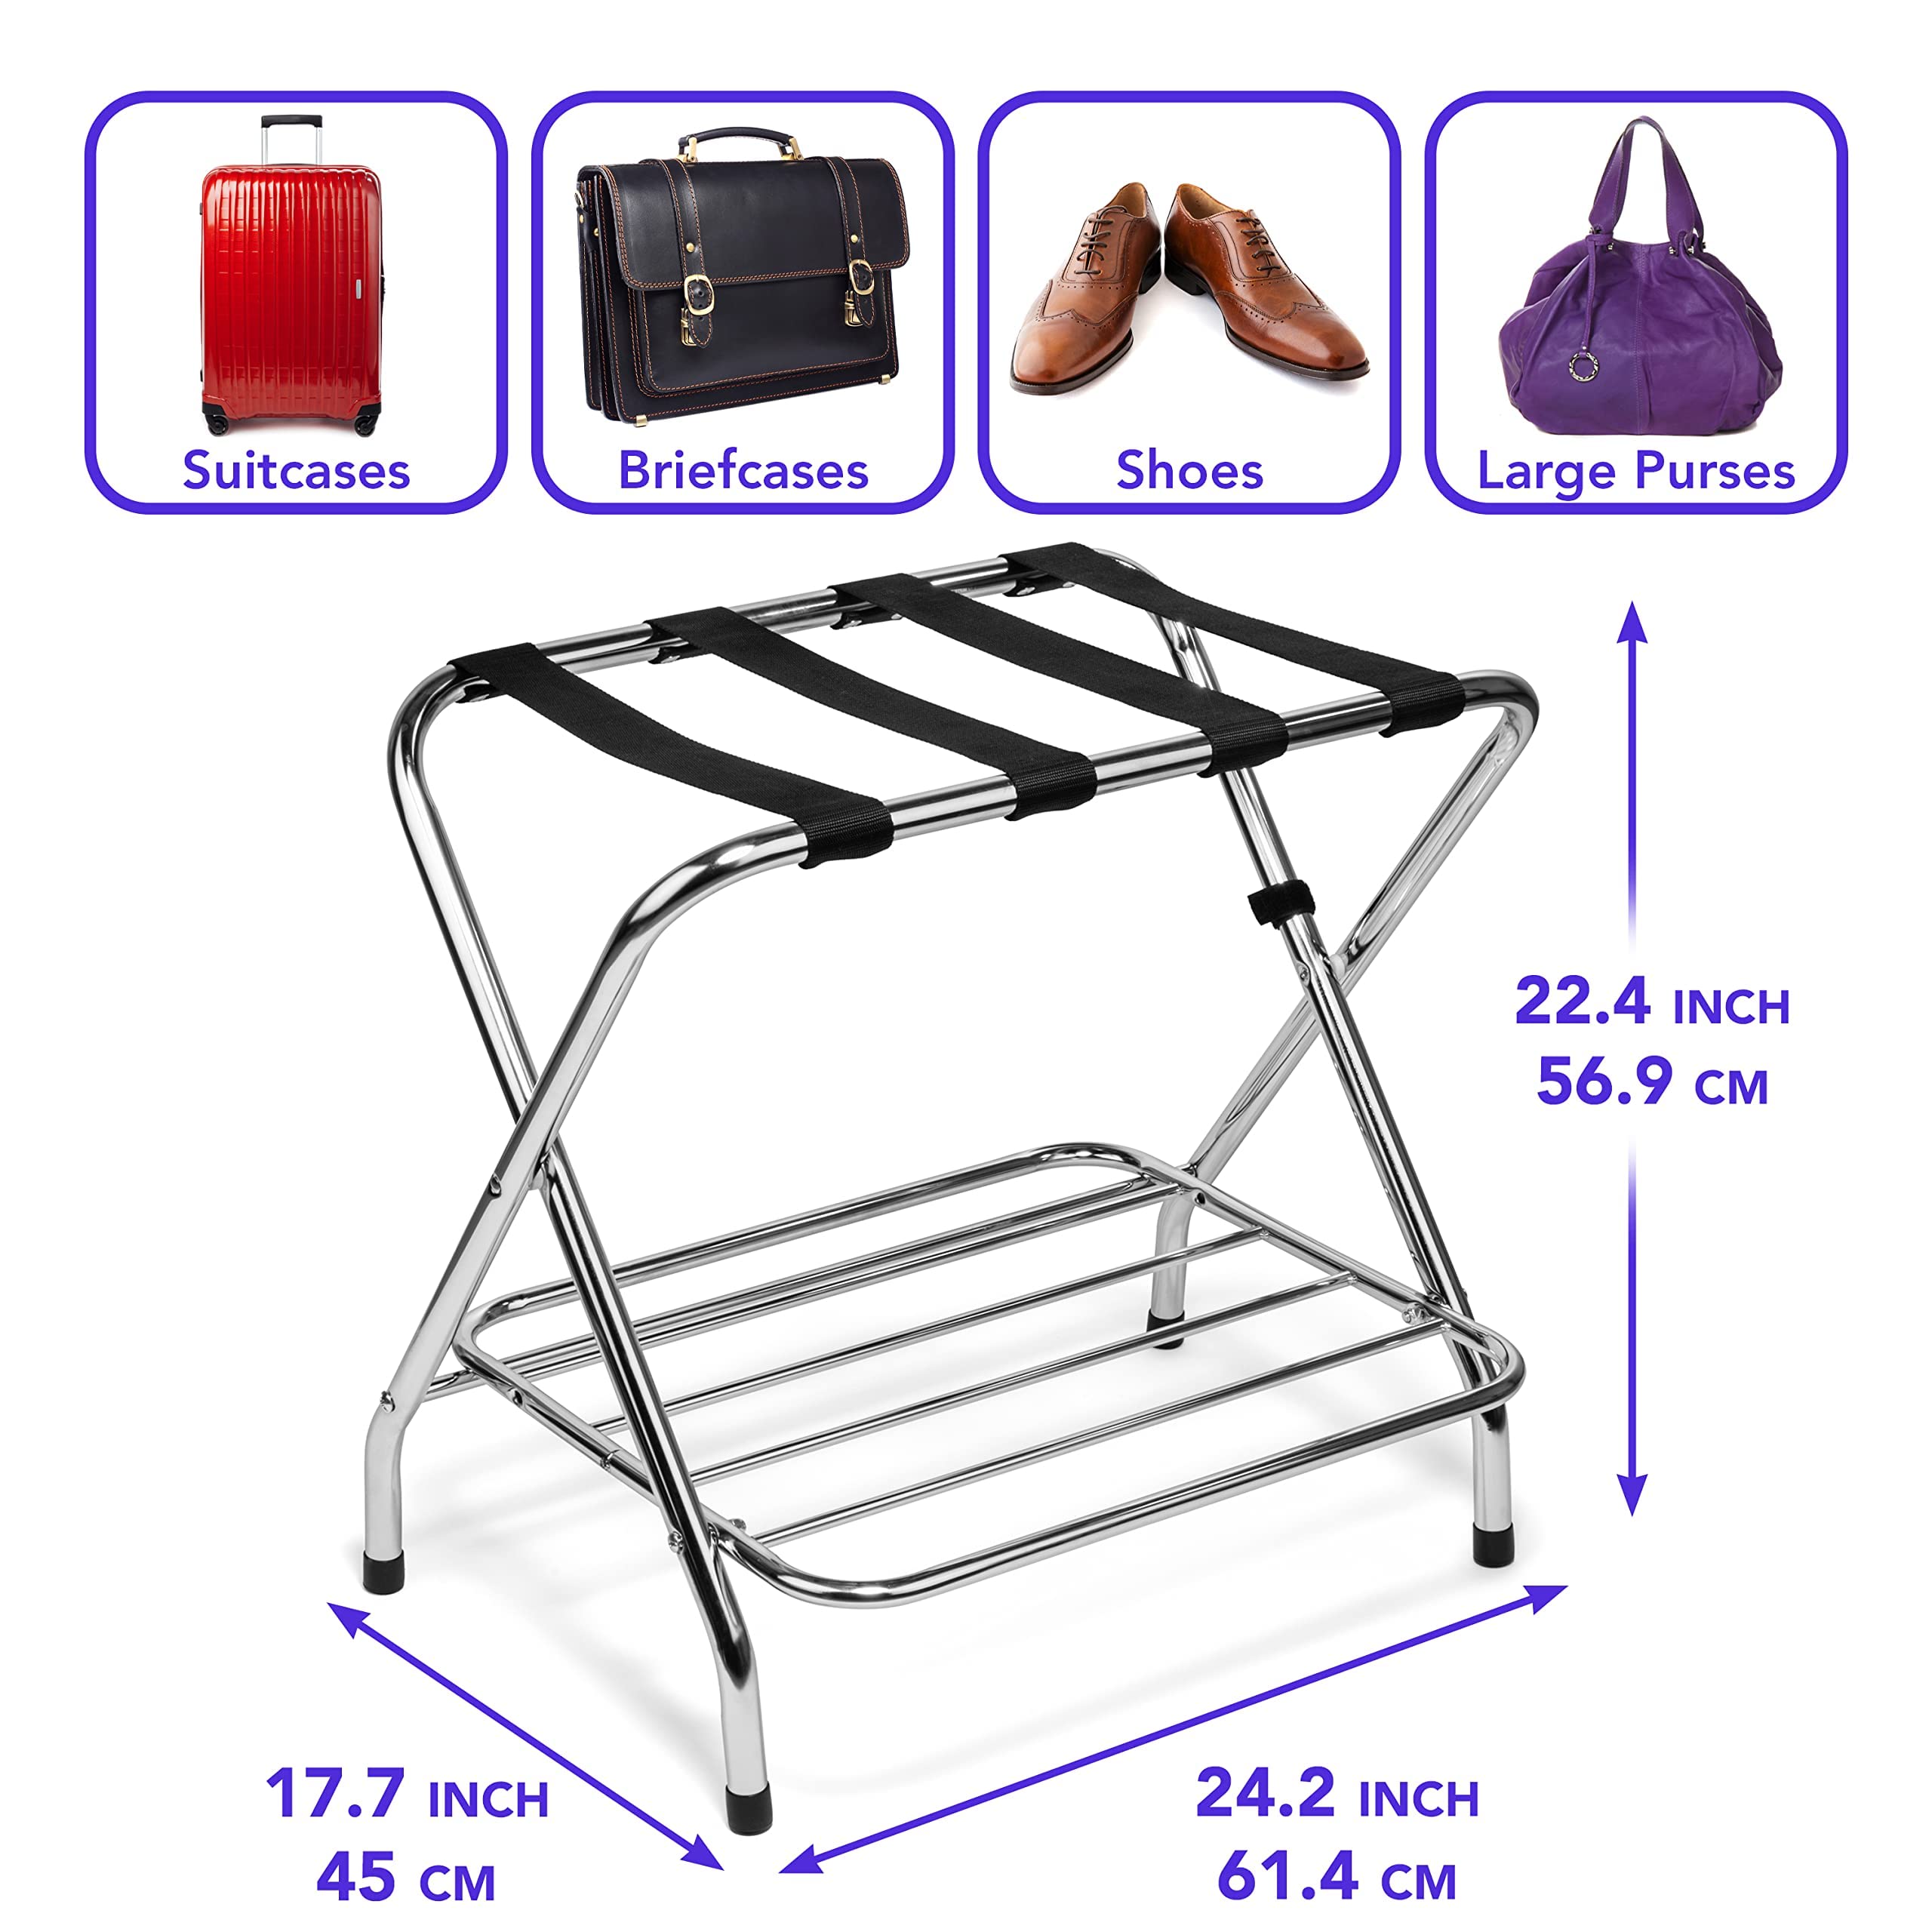 Suitcases
Briefcases
Shoes
Large Purses
22.4 INCH
56.9 CM
17.7 INCH
45 CM
24.2 INCH
61.4 CM